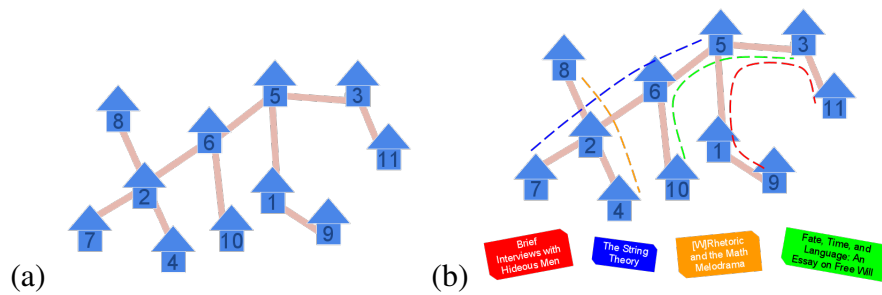 8
5
3
6
11
2
1
7
10
9
4
(a)
5
3
8
6
11
2
1
7
10
9
4
(b)
Brief
Interviews with
Hideous Men
The String
Theory
[W]Rhetoric
and the Math
Melodrama
Fate, Time, and
Language: An
Essay on Free Will